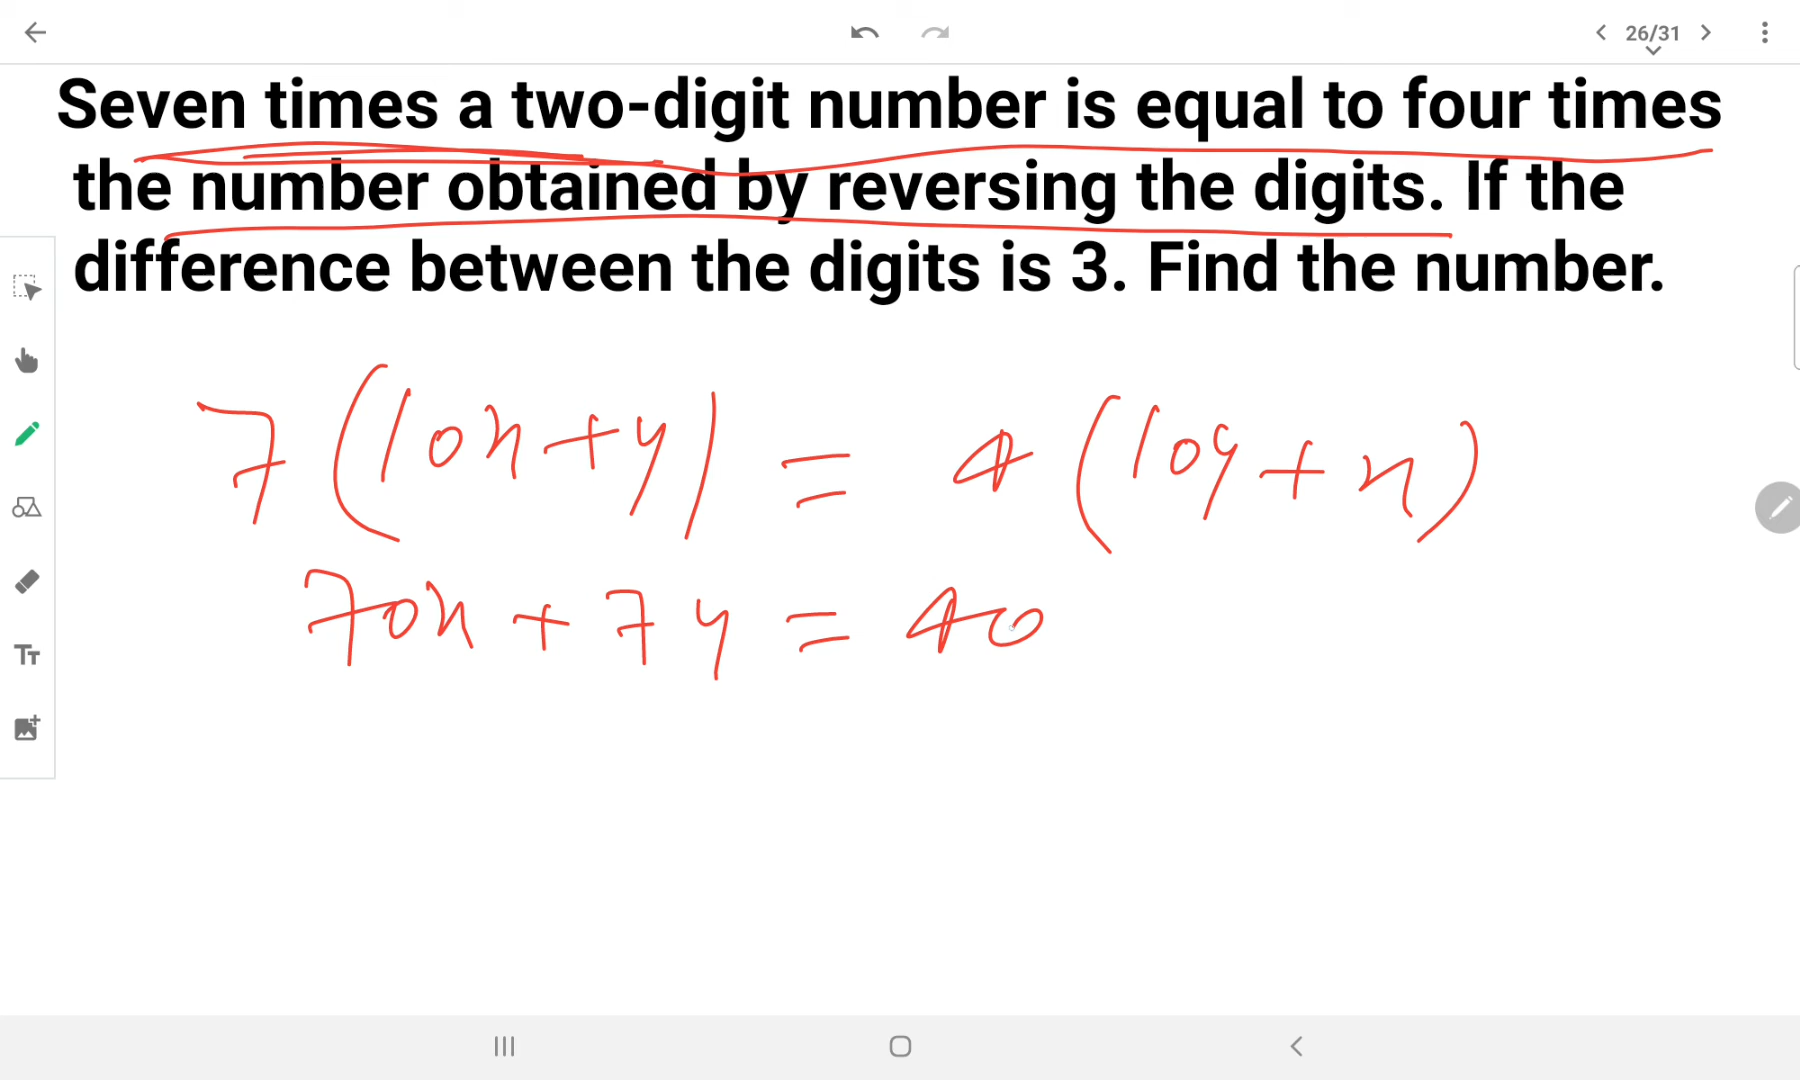 26/31
Seven times a two-digit number is equal to four times
the number obtained by reversing the digits. If the
difference between the digits is 3. Find the number.
7(10x+y) = 4(10y+x)
70x + 7y = 40
Tт